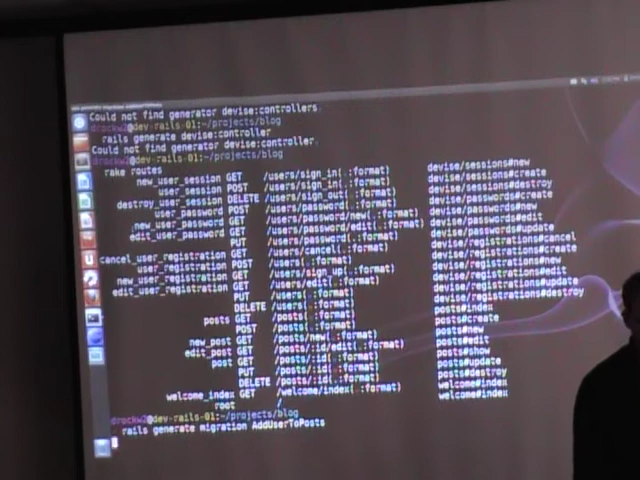 Could not find generator devise:controllers.
drockw2@dev-rails-01:~/projects/blog
rails generate devise:controller
Could not find generator devise:controller.
drockw2@dev-rails-01:~/projects/blog
rake routes
new_user_session GET /users/sign_in(.:format) devise/sessions#new
user_session POST /users/sign_in(.:format) devise/sessions#create
destroy_user_session DELETE /users/sign_out(.:format) devise/sessions#destroy
user_password POST /users/password(.:format) devise/passwords#create
new_user_password GET /users/password/new(.:format) devise/passwords#new
edit_user_password GET /users/password/edit(.:format) devise/passwords#edit
PUT /users/password(.:format) devise/passwords#update
cancel_user_registration GET /users/cancel(.:format) devise/registrations#cancel
user_registration POST /users(.:format) devise/registrations#create
new_user_registration GET /users/sign_up(.:format) devise/registrations#new
edit_user_registration GET /users/edit(.:format) devise/registrations#edit
PUT /users(.:format) devise/registrations#update
DELETE /users(.:format) devise/registrations#destroy
posts GET /posts(.:format) posts#index
POST /posts(.:format) posts#create
new_post GET /posts/new(.:format) posts#new
edit_post GET /posts/:id/edit(.:format) posts#edit
post GET /posts/:id(.:format) posts#show
PUT /posts/:id(.:format) posts#update
DELETE /posts/:id(.:format) posts#destroy
welcome_index GET /welcome/index(.:format) welcome#index
root / welcome#index
drockw2@dev-rails-01:~/projects/blog
rails generate migration AddUserToPosts